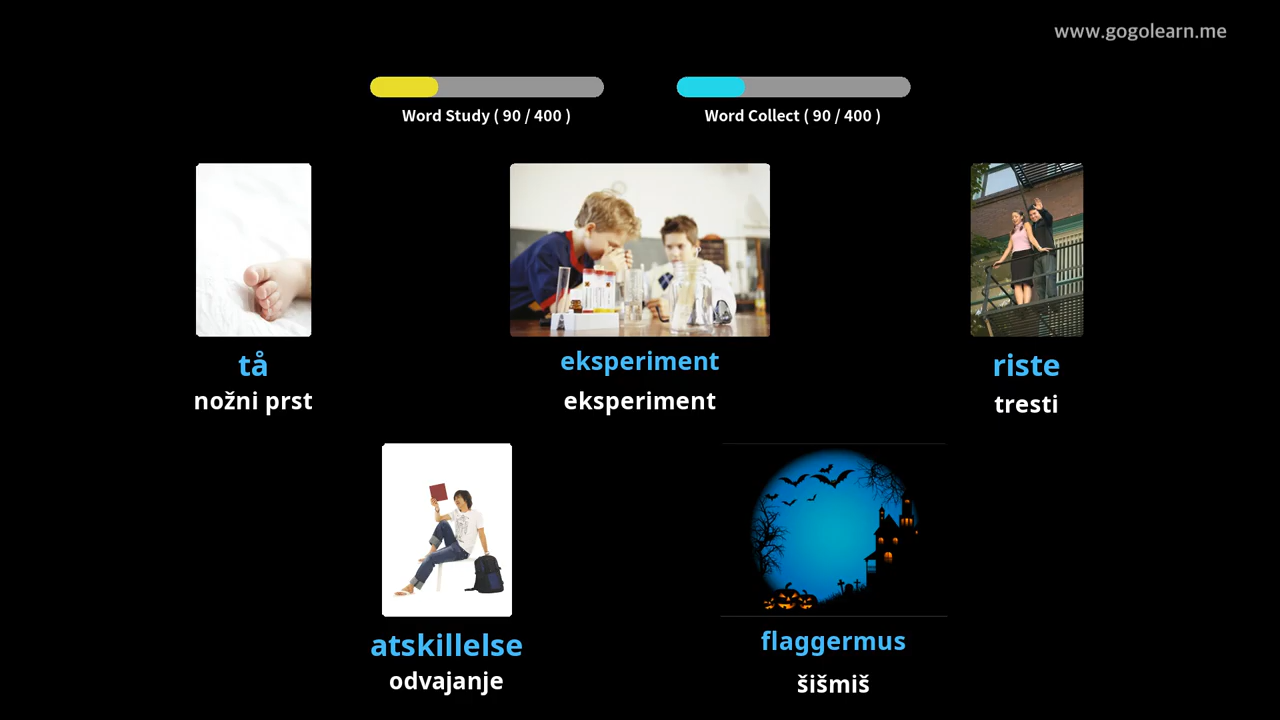 www.gogolearn.me
Word Study ( 90 / 400 )
Word Collect ( 90 / 400 )
tå
eksperiment
riste
nožni prst
eksperiment
tresti
atskillelse
flaggermus
odvajanje
šišmiš